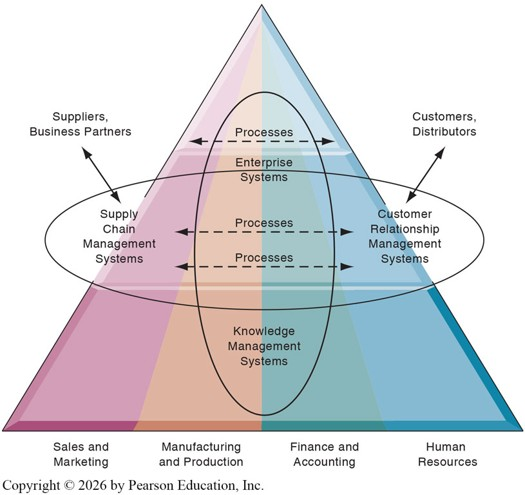 Suppliers,
Business Partners
Customers,
Distributors
Processes
Enterprise
Systems
Supply
Chain
Management
Systems
Processes
Processes
Customer
Relationship
Management
Systems
Knowledge
Management
Systems
Sales and
Marketing
Manufacturing
and Production
Finance and
Accounting
Human
Resources
Copyright © 2026 by Pearson Education, Inc.